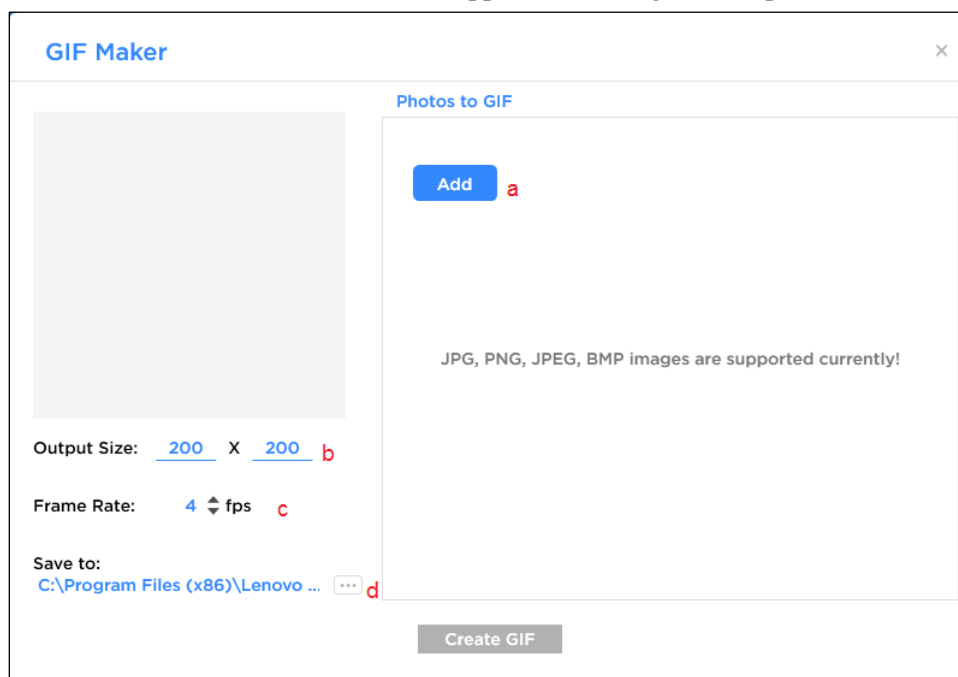 GIF Maker
×
Photos to GIF
Add a
JPG, PNG, JPEG, BMP images are supported currently!
Output Size: 200 X 200 b
Frame Rate: 4 fps c
Save to:
C:\Program Files (x86)\Lenovo ... ... d
Create GIF